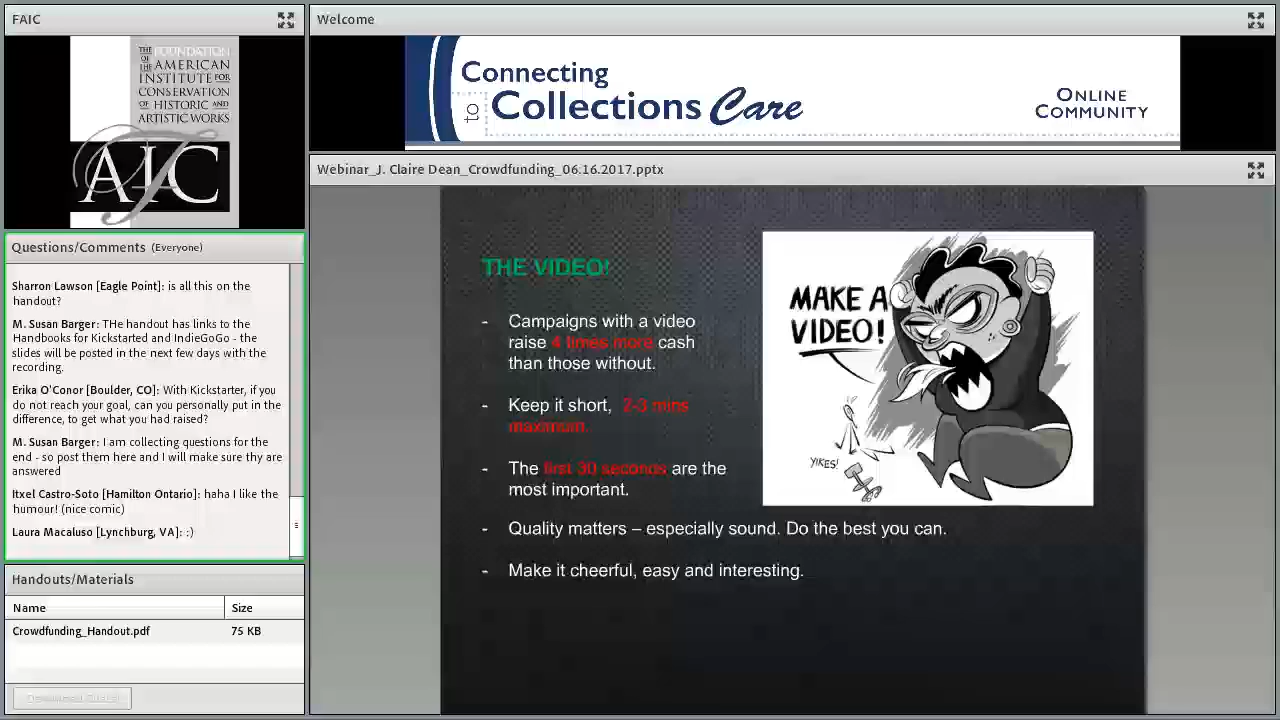 FAIC
THE FOUNDATION
OF THE AMERICAN
INSTITUTE FOR
CONSERVATION
OF HISTORIC AND
ARTISTIC WORKS
AIC
Welcome
Connecting
to Collections Care
ONLINE
COMMUNITY
Questions/Comments (Everyone)
Sharron Lawson [Eagle Point]: is all this on the
handout?
M. Susan Barger: THe handout has links to the
Handbooks for Kickstarted and IndieGoGo - the
slides will be posted in the next few days with the
recording.
Erika O'Conor [Boulder, CO]: With Kickstarter, if you
do not reach your goal, can you personally put in the
difference, to get what you had raised?
M. Susan Barger: I am collecting questions for the
end - so post them here and I will make sure thy are
answered
Itxel Castro-Soto [Hamilton Ontario]: haha I like the
humour! (nice comic)
Laura Macaluso [Lynchburg, VA]: :)
Handouts/Materials
Name Size
Crowdfunding_Handout.pdf 75 KB
Webinar_J. Claire Dean_Crowdfunding_06.16.2017.pptx
THE VIDEO!
- Campaigns with a video
raise 4 times more cash
than those without.
- Keep it short, 2-3 mins
maximum.
- The first 30 seconds are the
most important.
- Quality matters – especially sound. Do the best you can.
- Make it cheerful, easy and interesting.
MAKE A
VIDEO!
YIKES!